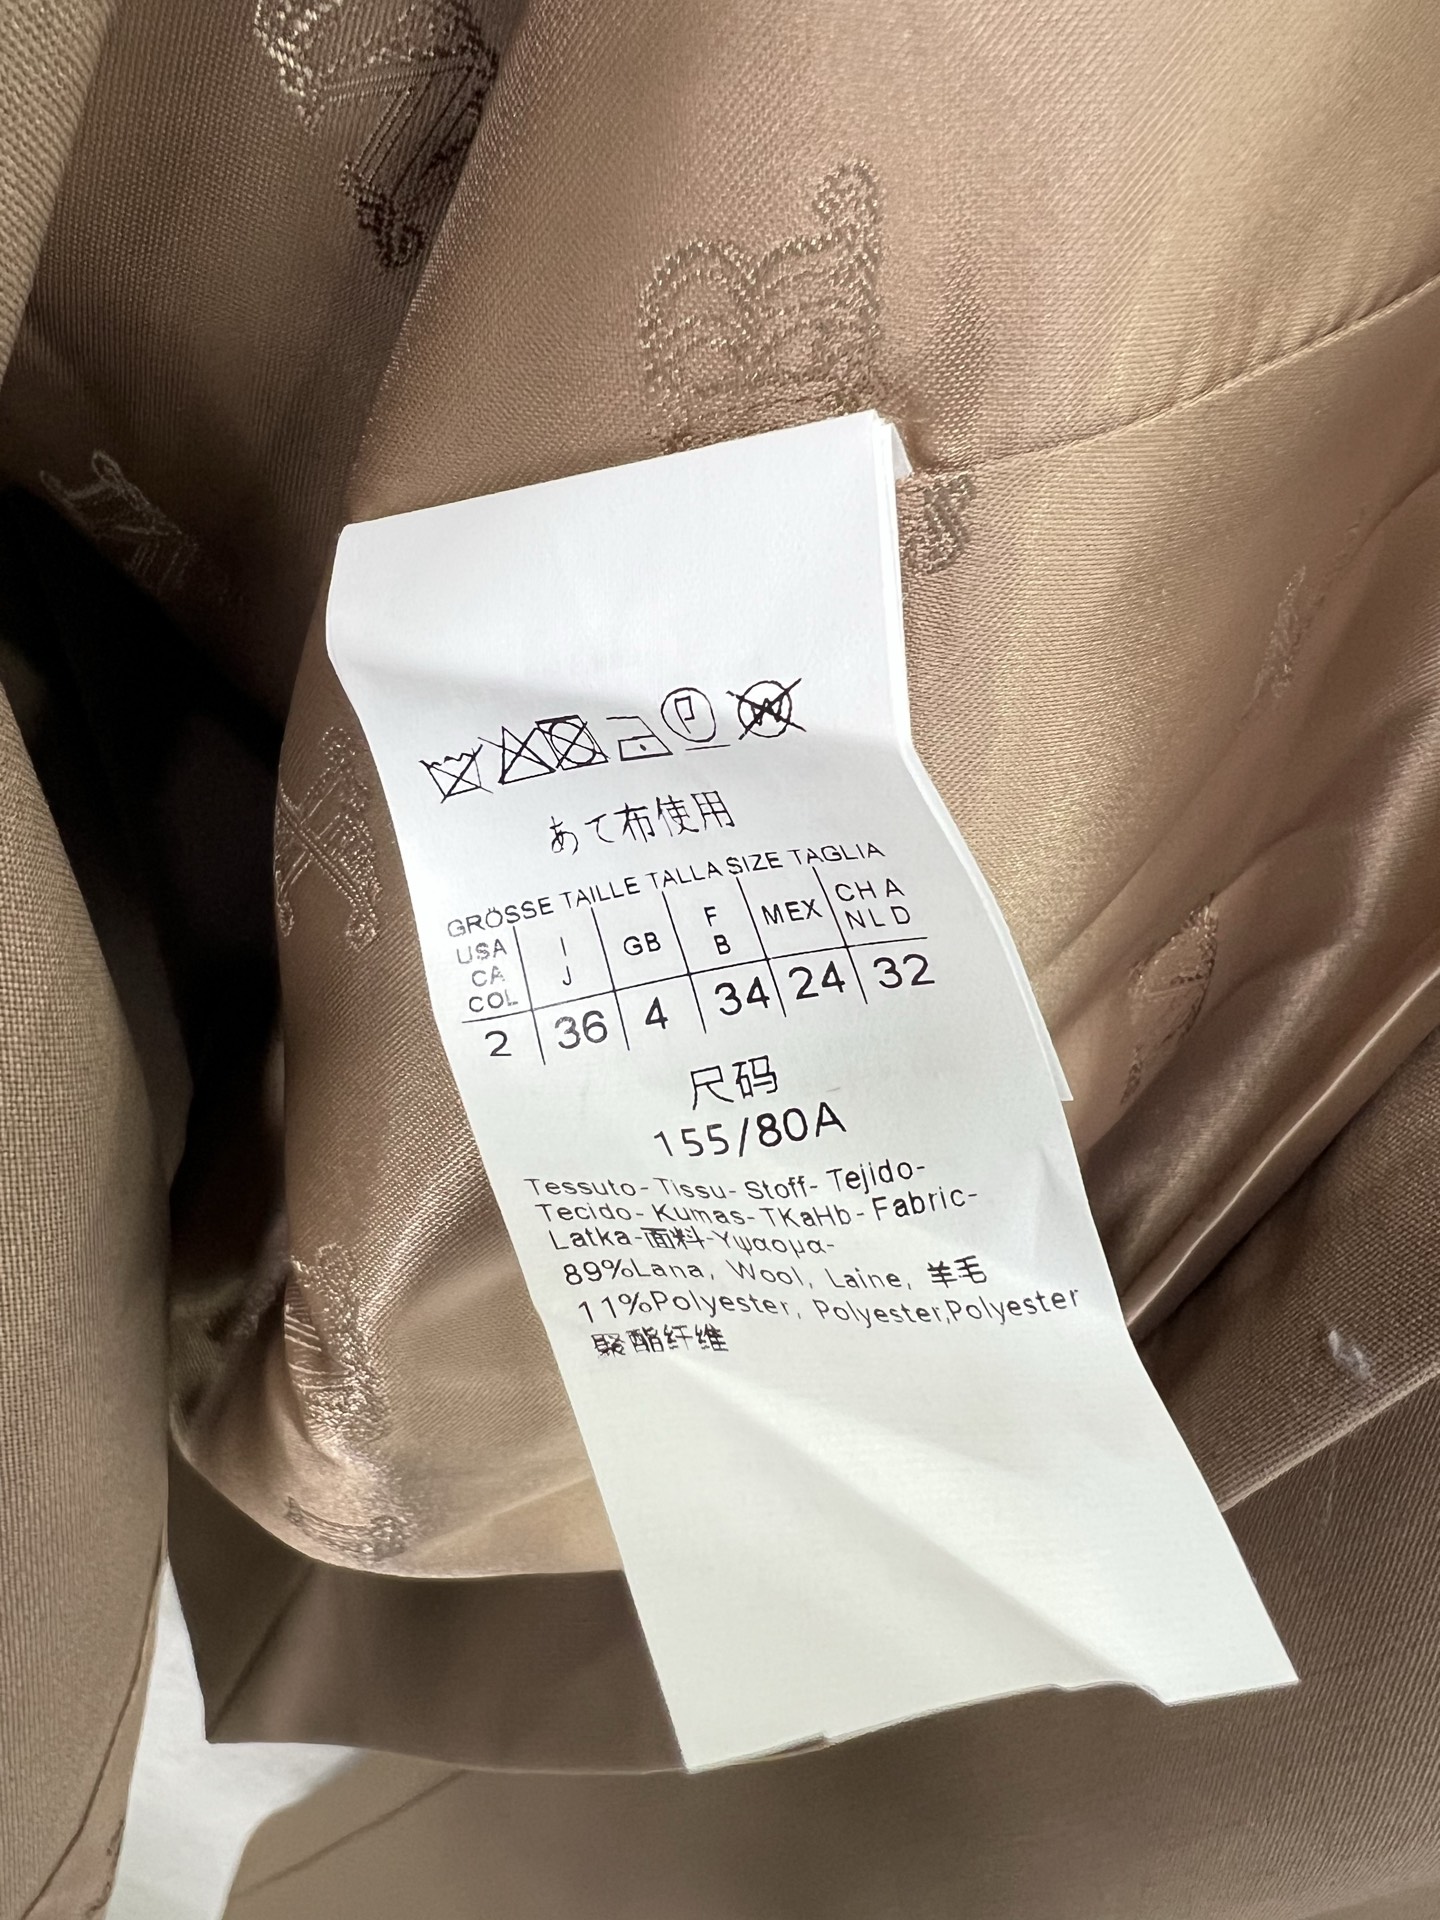 P W
あて布使用
GRÖSSE TAILLE TALLA SIZE TAGLIA
USA CA COL I J GB F B MEX CH A NL D
2 36 4 34 24 32
尺码
155/80A
Tessuto-Tissu-Stoff-Tejido-
Tecido-Kumas-TKaHb-Fabric-
Latka-面料-Yψαoμα-
89%Lana, Wool, Laine, 羊毛
11%Polyester, Polyester,Polyester
聚酯纤维